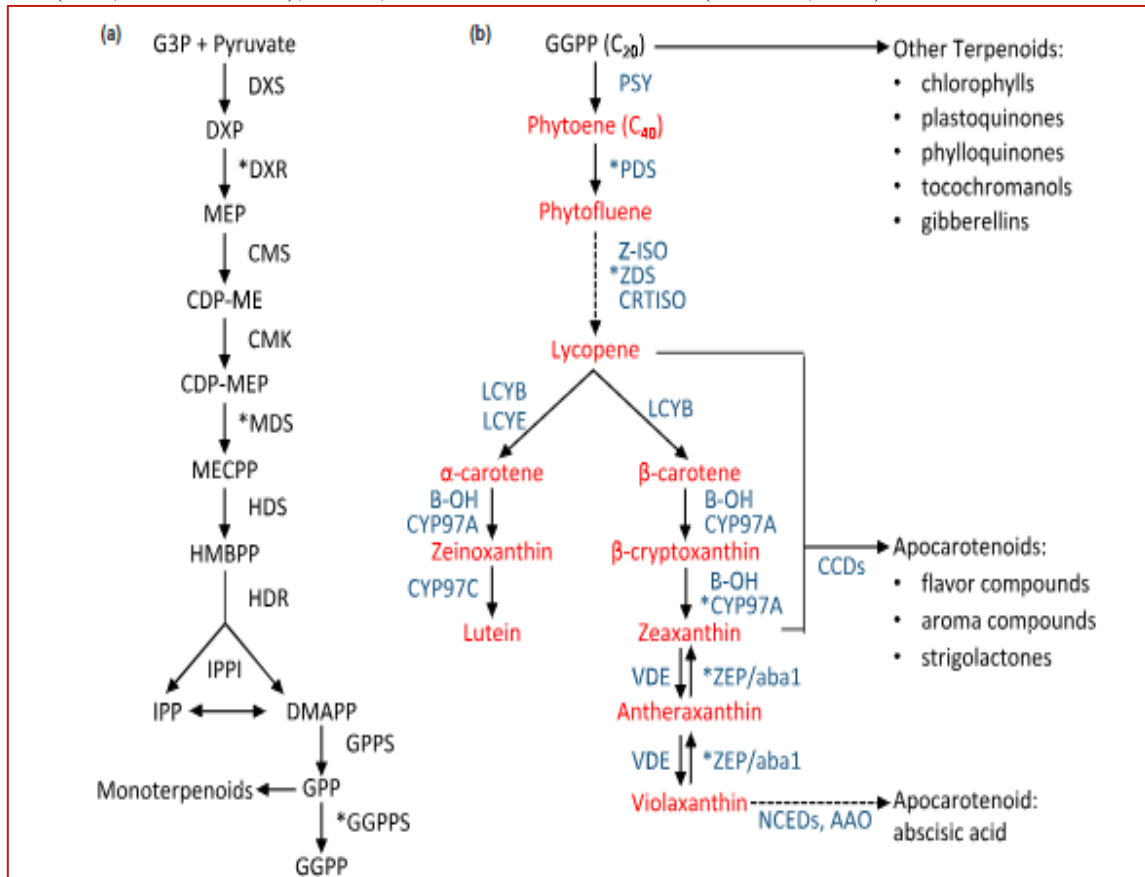 (a)
G3P + Pyruvate
DXS
DXP
*DXR
MEP
CMS
CDP-ME
CMK
CDP-MEP
*MDS
MECPP
HDS
HMBPP
HDR
IPPI
IPP
DMAPP
GPPS
Monoterpenoids
GPP
*GGPPS
GGPP
(b)
GGPP (C₂₀)
PSY
Phytoene (C₄₀)
*PDS
Phytofluene
Z-ISO
*ZDS
CRTISO
Lycopene
LCYB
LCYE
LCYB
α-carotene
β-carotene
B-OH
CYP97A
B-OH
CYP97A
Zeinoxanthin
β-cryptoxanthin
CYP97C
B-OH
*CYP97A
Lutein
Zeaxanthin
VDE
*ZEP/aba1
Antheraxanthin
VDE
*ZEP/aba1
Violaxanthin
NCEDs, AAO
Other Terpenoids:
• chlorophylls
• plastoquinones
• phylloquinones
• tocochromanols
• gibberellins
CCDs
Apocarotenoids:
• flavor compounds
• aroma compounds
• strigolactones
Apocarotenoid:
abscisic acid